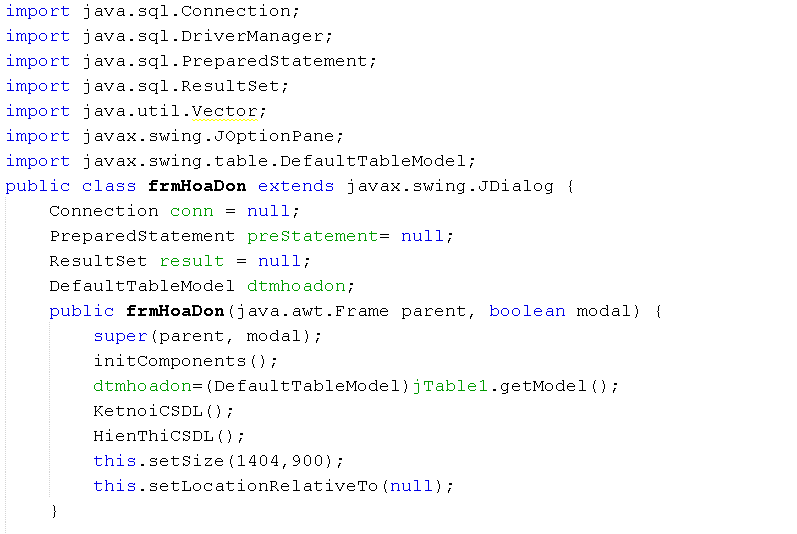 import java.sql.Connection;
import java.sql.DriverManager;
import java.sql.PreparedStatement;
import java.sql.ResultSet;
import java.util.Vector;
import javax.swing.JOptionPane;
import javax.swing.table.DefaultTableModel;
public class frmHoaDon extends javax.swing.JDialog {
    Connection conn = null;
    PreparedStatement preStatement= null;
    ResultSet result = null;
    DefaultTableModel dtmhoadon;
    public frmHoaDon(java.awt.Frame parent, boolean modal) {
        super(parent, modal);
        initComponents();
        dtmhoadon=(DefaultTableModel)jTable1.getModel();
        KetnoiCSDL();
        HienThiCSDL();
        this.setSize(1404,900);
        this.setLocationRelativeTo(null);
    }